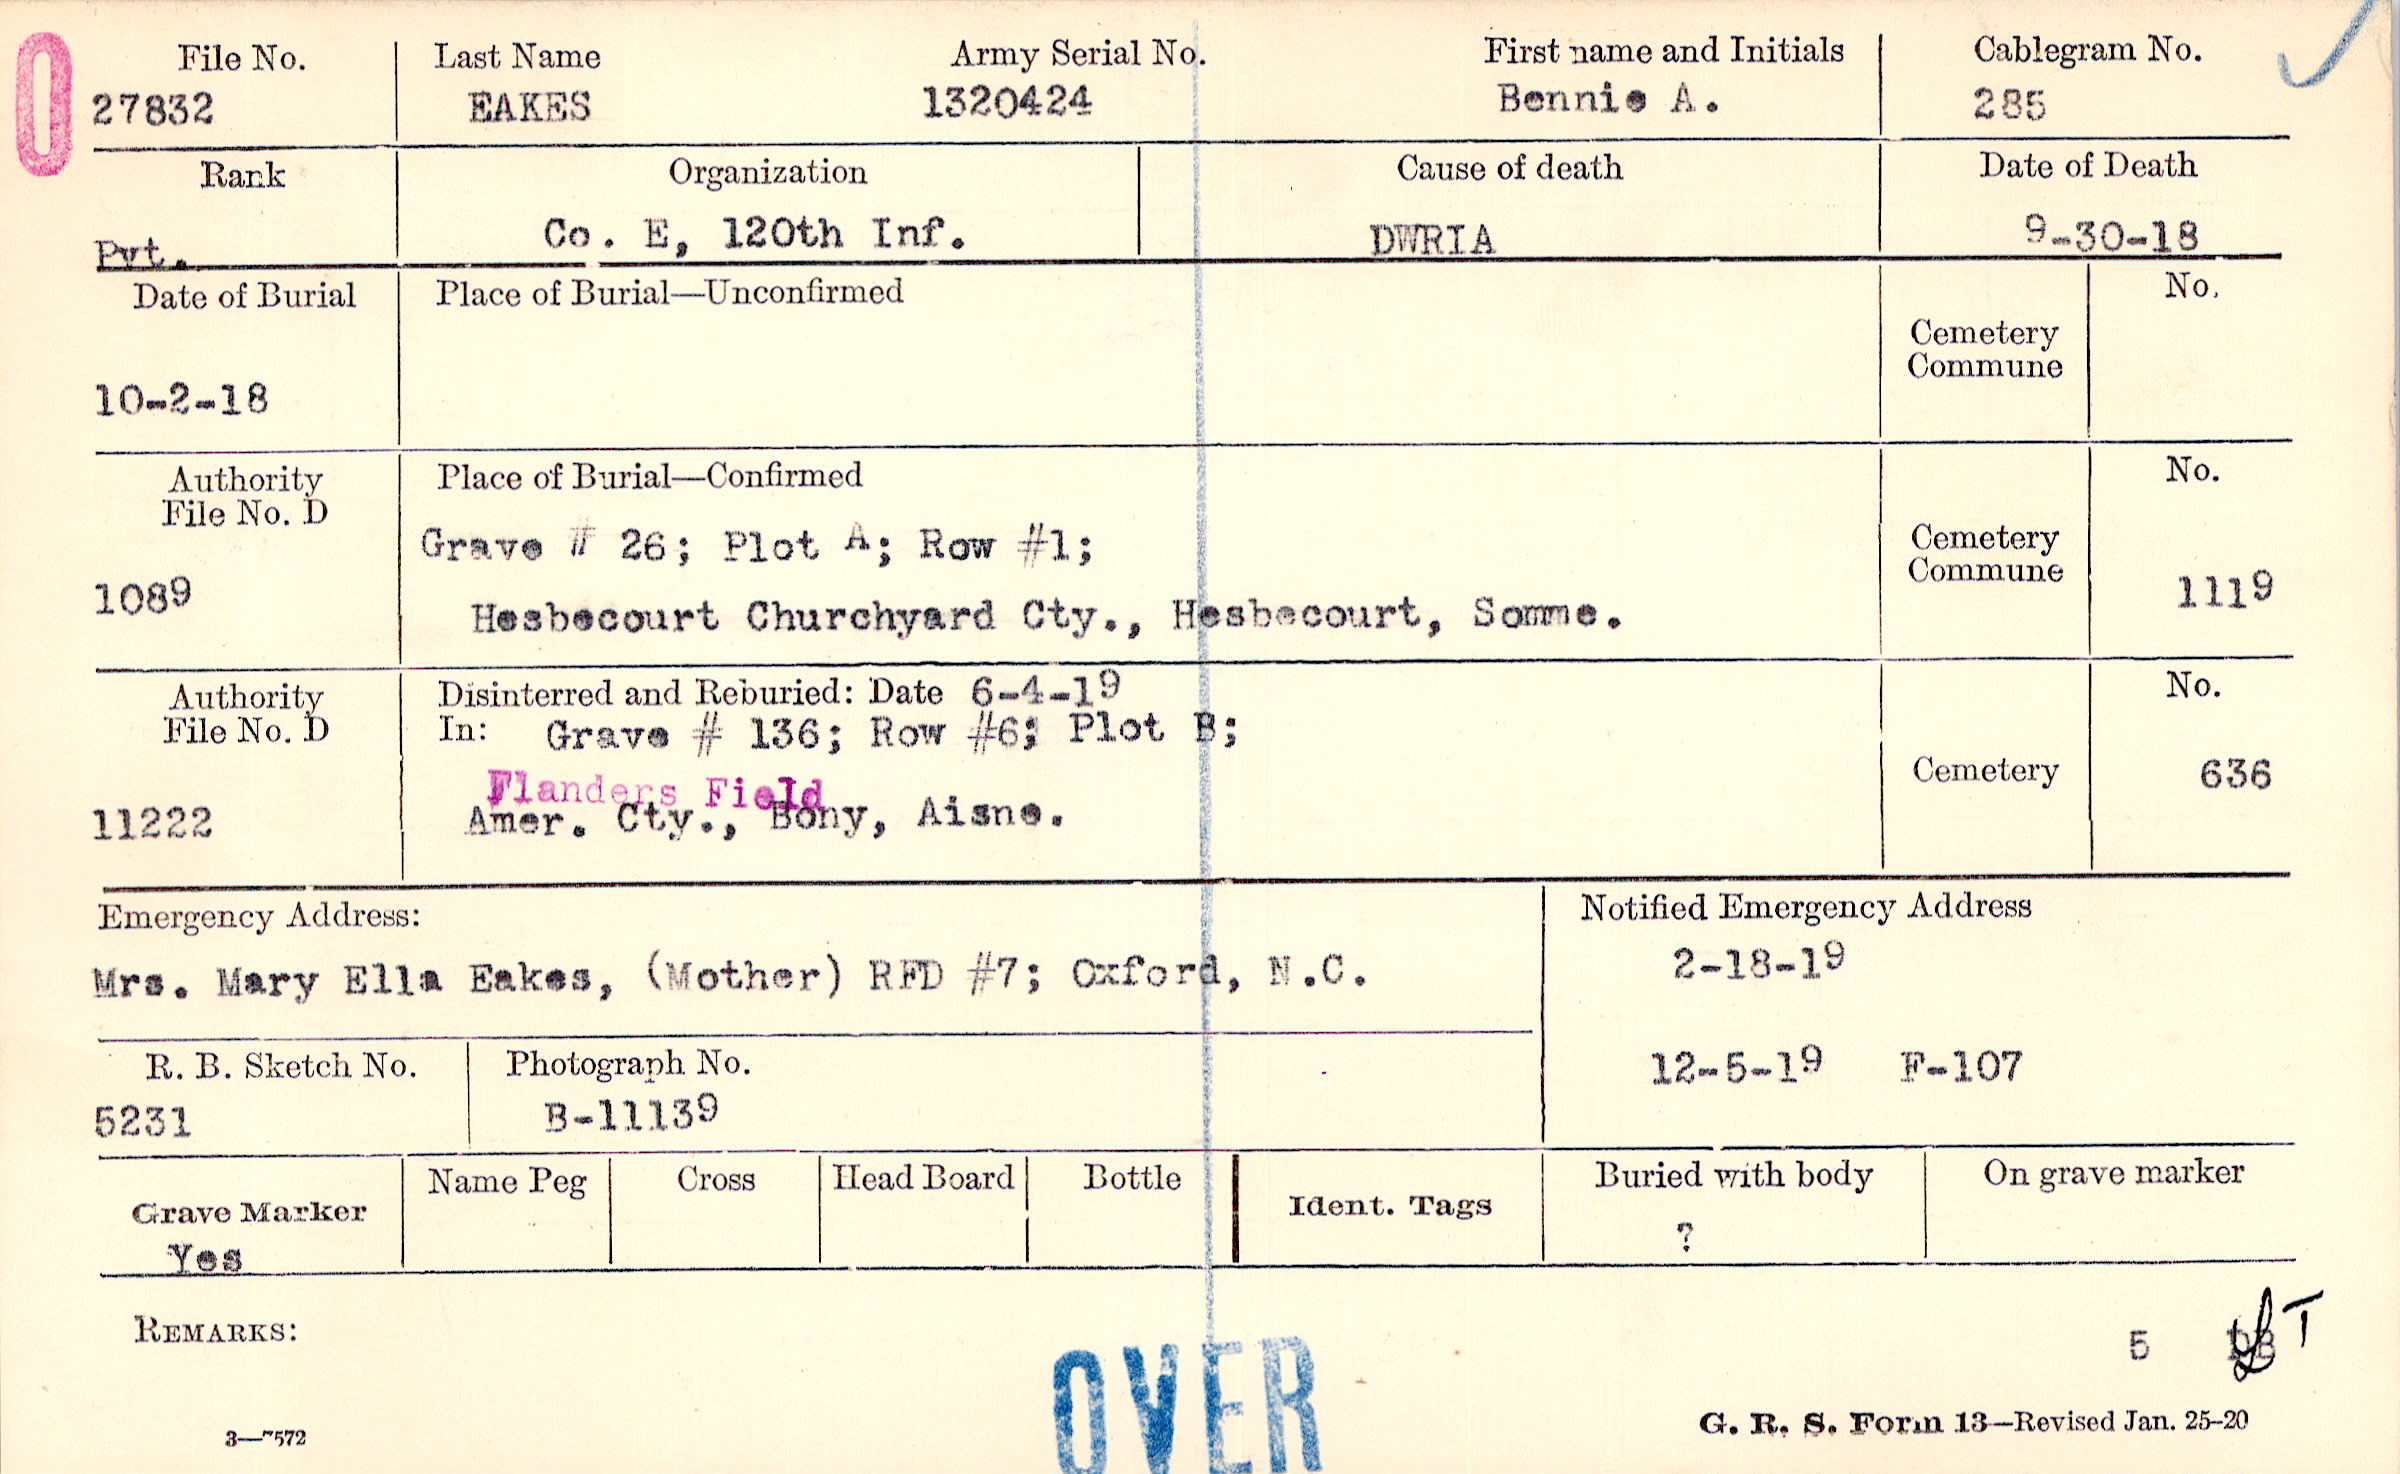 O
File No. Last Name Army Serial No. First name and Initials Cablegram No.
27832 EAKES 1320424 Bennie A. 285
Rank Organization Cause of death Date of Death
Pvt. Co. E, 120th Inf. DWRIA 9-30-18
Date of Burial Place of Burial—Unconfirmed No.
Cemetery
Commune
10-2-18
Authority Place of Burial—Confirmed No.
File No. D
Grave # 26; Plot A; Row #1; Cemetery
Commune
1089 Hesbecourt Churchyard Cty., Hesbecourt, Somme. 1119
Authority Disinterred and Reburied: Date 6-4-19 No.
File No. D In: Grave # 136; Row #6; Plot B;
Flanders Field Cemetery 636
11222 Amer. Cty., Bony, Aisne.
Emergency Address: Notified Emergency Address
Mrs. Mary Ella Eakes, (Mother) RFD #7; Oxford, N.C. 2-18-19
R. B. Sketch No. Photograph No. 12-5-19 F-107
5231 B-11139
Grave Marker Name Peg Cross Head Board Bottle Ident. Tags Buried with body On grave marker
Yes ?
REMARKS:
5
OVER
3—7572 G. R. S. Form 13—Revised Jan. 25-20